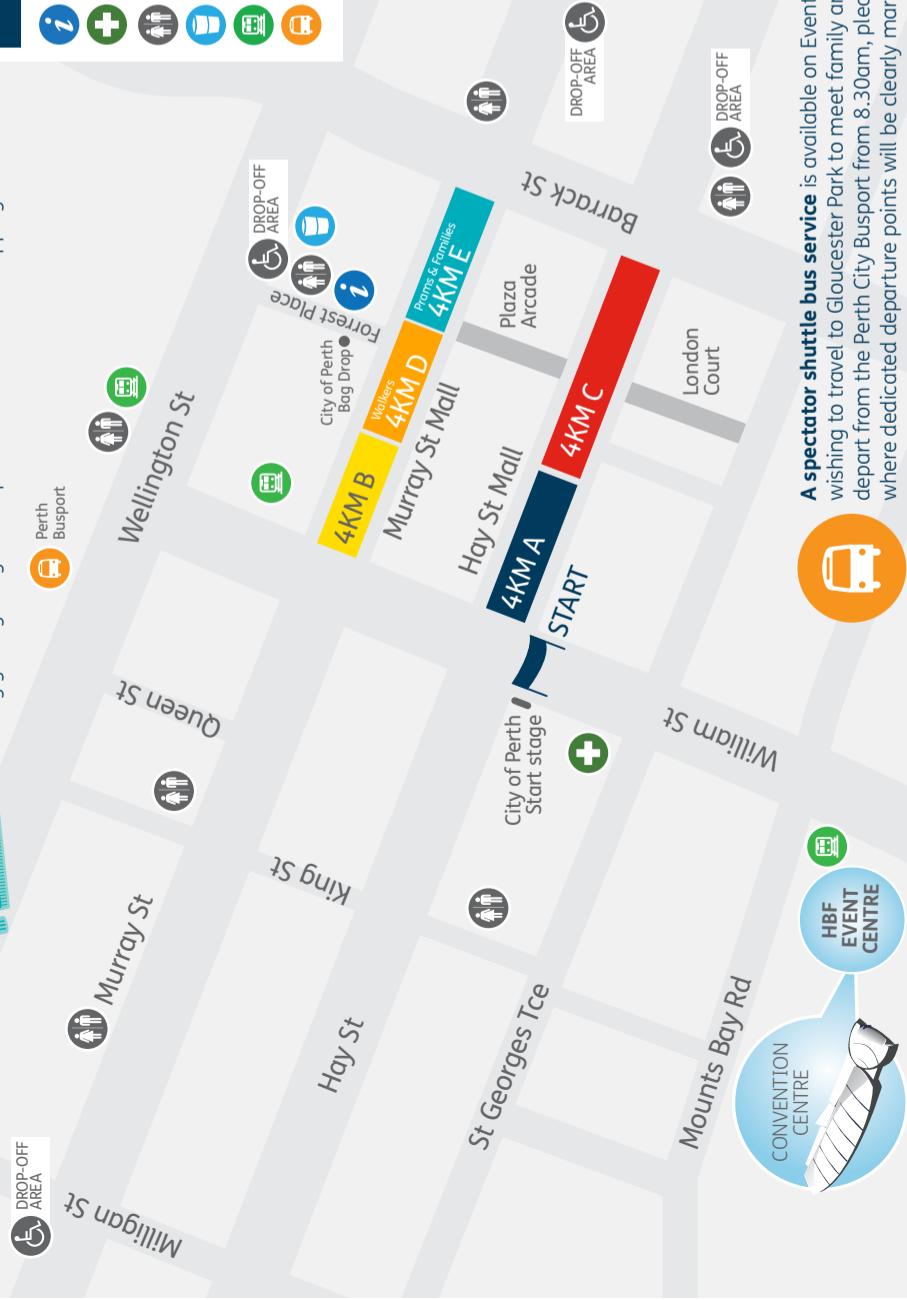 DROP-OFF
AREA
Milligan St
Murray St
Hay St
King St
Queen St
Wellington St
Perth
Busport
DROP-OFF
AREA
Forrest Place
City of Perth
Bag Drop
4KM B
Walkers
4KM D
Prams & Families
4KM E
Murray St Mall
Hay St Mall
Plaza
Arcade
Barrack St
DROP-OFF
AREA
DROP-OFF
AREA
4KM A
4KM C
START
London
Court
City of Perth
Start stage
William St
St Georges Tce
Mounts Bay Rd
CONVENTION
CENTRE
HBF
EVENT
CENTRE
A spectator shuttle bus service is available on Event
wishing to travel to Gloucester Park to meet family
depart from the Perth City Busport from 8.30am,
where dedicated departure points will be clearly